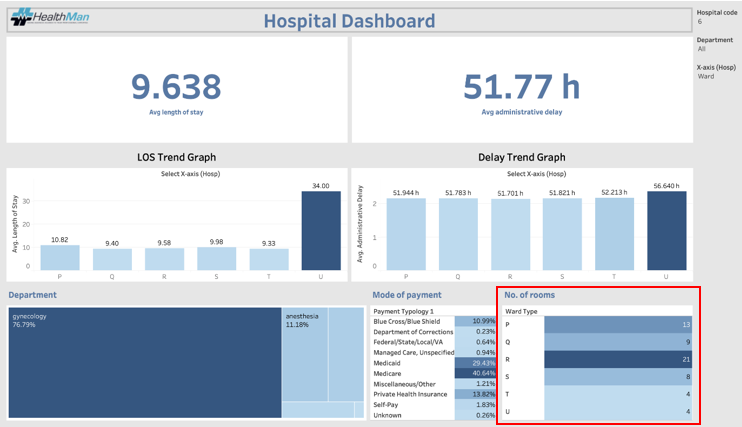 HealthMan
Hospital Dashboard
Hospital code
6
Department
All
X-axis (Hosp)
Ward
9.638
Avg length of stay
51.77 h
Avg administrative delay
LOS Trend Graph
Select X-axis (Hosp)
Avg. Length of Stay
30
20
10
0
10.82
9.40
9.58
9.98
9.33
34.00
P Q R S T U
Delay Trend Graph
Select X-axis (Hosp)
Avg. Administrative Delay
2
1
0
51.944 h
51.783 h
51.701 h
51.821 h
52.213 h
56.640 h
P Q R S T U
Department
gynecology
76.79%
anesthesia
11.18%
Mode of payment
Payment Typology 1
Blue Cross/Blue Shield 10.99%
Department of Corrections 0.23%
Federal/State/Local/VA 0.64%
Managed Care, Unspecified 0.94%
Medicaid 29.43%
Medicare 40.64%
Miscellaneous/Other 1.21%
Private Health Insurance 13.82%
Self-Pay 1.83%
Unknown 0.26%
No. of rooms
Ward Type
P 13
Q 9
R 21
S 8
T 4
U 4